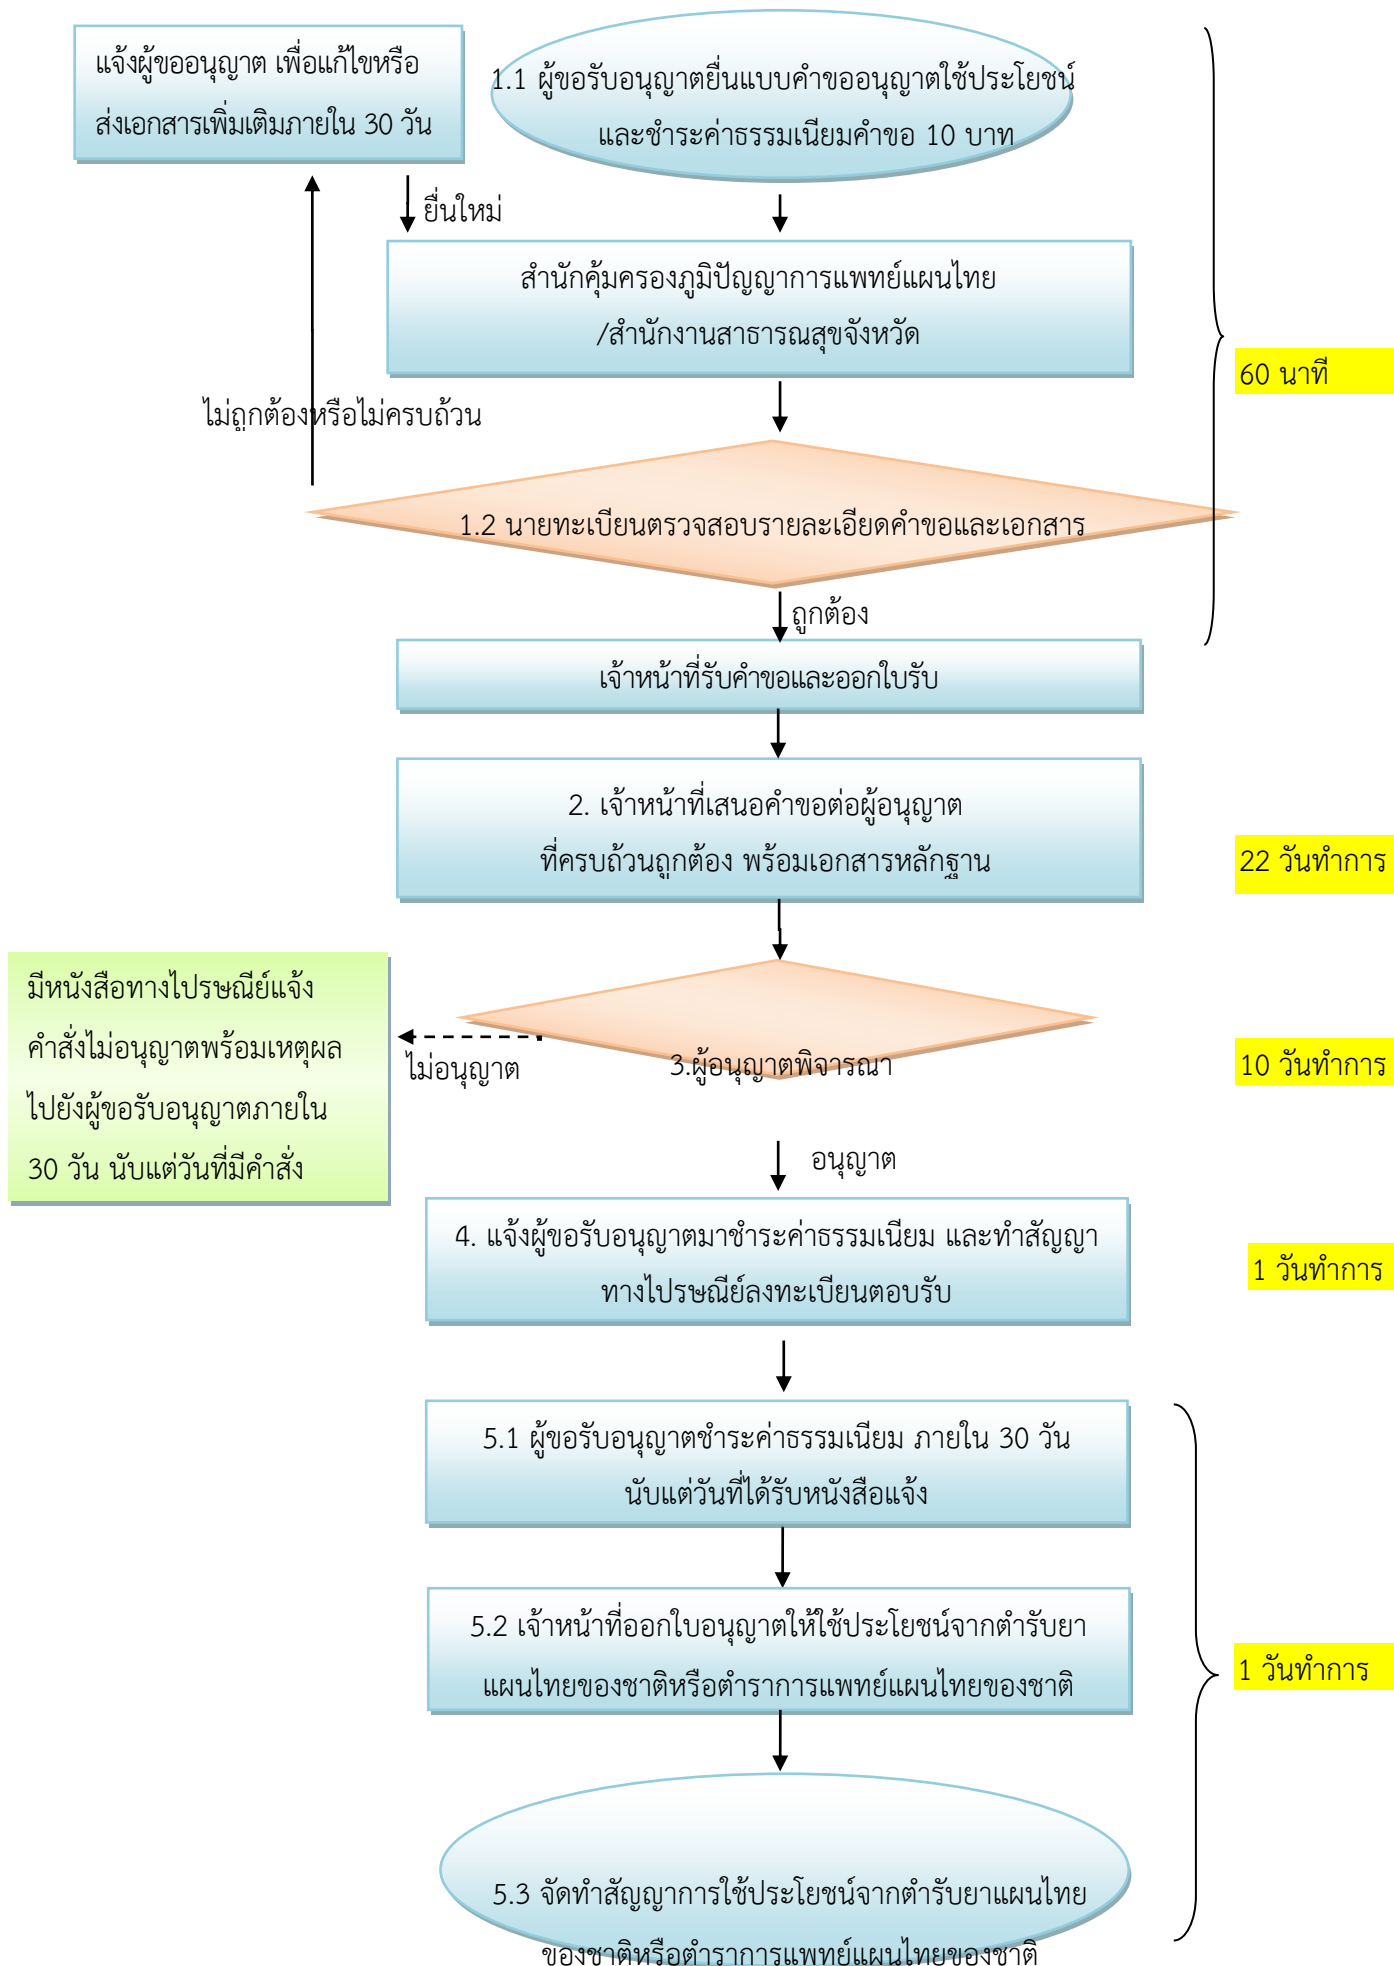 แจ้งผู้ขออนุญาต เพื่อแก้ไขหรือ
ส่งเอกสารเพิ่มเติมภายใน 30 วัน
1.1 ผู้ขอรับอนุญาตยื่นแบบคำขออนุญาตใช้ประโยชน์
และชำระค่าธรรมเนียมคำขอ 10 บาท
ยื่นใหม่
สำนักคุ้มครองภูมิปัญญาการแพทย์แผนไทย
/สำนักงานสาธารณสุขจังหวัด
60 นาที
ไม่ถูกต้องหรือไม่ครบถ้วน
1.2 นายทะเบียนตรวจสอบรายละเอียดคำขอและเอกสาร
ถูกต้อง
เจ้าหน้าที่รับคำขอและออกใบรับ
2. เจ้าหน้าที่เสนอคำขอต่อผู้อนุญาต
ที่ครบถ้วนถูกต้อง พร้อมเอกสารหลักฐาน
22 วันทำการ
มีหนังสือทางไปรษณีย์แจ้ง
คำสั่งไม่อนุญาตพร้อมเหตุผล
ไปยังผู้ขอรับอนุญาตภายใน
30 วัน นับแต่วันที่มีคำสั่ง
ไม่อนุญาต
3.ผู้อนุญาตพิจารณา
10 วันทำการ
อนุญาต
4. แจ้งผู้ขอรับอนุญาตมาชำระค่าธรรมเนียม และทำสัญญา
ทางไปรษณีย์ลงทะเบียนตอบรับ
1 วันทำการ
5.1 ผู้ขอรับอนุญาตชำระค่าธรรมเนียม ภายใน 30 วัน
นับแต่วันที่ได้รับหนังสือแจ้ง
5.2 เจ้าหน้าที่ออกใบอนุญาตให้ใช้ประโยชน์จากตำรับยา
แผนไทยของชาติหรือตำราการแพทย์แผนไทยของชาติ
1 วันทำการ
5.3 จัดทำสัญญาการใช้ประโยชน์จากตำรับยาแผนไทย
ของชาติหรือตำราการแพทย์แผนไทยของชาติ